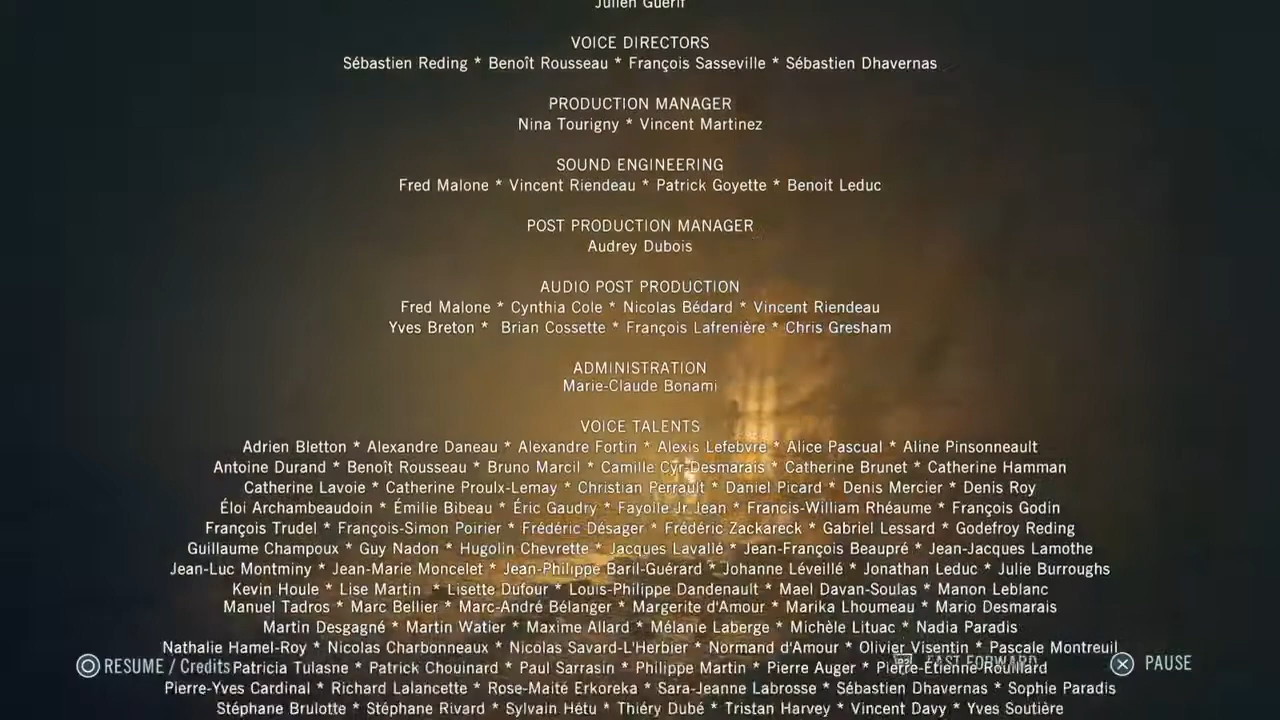 Julien Guérif
VOICE DIRECTORS
Sébastien Reding * Benoît Rousseau * François Sasseville * Sébastien Dhavernas
PRODUCTION MANAGER
Nina Tourigny * Vincent Martinez
SOUND ENGINEERING
Fred Malone * Vincent Riendeau * Patrick Goyette * Benoit Leduc
POST PRODUCTION MANAGER
Audrey Dubois
AUDIO POST PRODUCTION
Fred Malone * Cynthia Cole * Nicolas Bédard * Vincent Riendeau
Yves Breton * Brian Cossette * François Lafrenière * Chris Gresham
ADMINISTRATION
Marie-Claude Bonami
VOICE TALENTS
Adrien Bletton * Alexandre Daneau * Alexandre Fortin * Alexis Lefebvre * Alice Pascual * Aline Pinsonneault
Antoine Durand * Benoît Rousseau * Bruno Marcil * Camille Cyr-Desmarais * Catherine Brunet * Catherine Hamman
Catherine Lavoie * Catherine Proulx-Lemay * Christian Perrault * Daniel Picard * Denis Mercier * Denis Roy
Éloi Archambeaudoin * Émilie Bibeau * Éric Gaudry * Fayolle Jr Jean * Francis-William Rhéaume * François Godin
François Trudel * François-Simon Poirier * Frédéric Désager * Frédéric Zackareck * Gabriel Lessard * Godefroy Reding
Guillaume Champoux * Guy Nadon * Hugolin Chevrette * Jacques Lavallé * Jean-François Beaupré * Jean-Jacques Lamothe
Jean-Luc Montminy * Jean-Marie Moncelet * Jean-Philippe Baril-Guérard * Johanne Léveillé * Jonathan Leduc * Julie Burroughs
Kevin Houle * Lise Martin * Lisette Dufour * Louis-Philippe Dandenault * Mael Davan-Soulas * Manon Leblanc
Manuel Tadros * Marc Bellier * Marc-André Bélanger * Margerite d'Amour * Marika Lhoumeau * Mario Desmarais
Martin Desgagné * Martin Watier * Maxime Allard * Mélanie Laberge * Michèle Lituac * Nadia Paradis
Nathalie Hamel-Roy * Nicolas Charbonneaux * Nicolas Savard-L'Herbier * Normand d'Amour * Olivier Visentin * Pascale Montreuil
RESUME / Credits
Patricia Tulasne * Patrick Chouinard * Paul Sarrasin * Philippe Martin * Pierre Auger * Pierre-Étienne Rouillard
FAST FORWARD
PAUSE
Pierre-Yves Cardinal * Richard Lalancette * Rose-Maité Erkoreka * Sara-Jeanne Labrosse * Sébastien Dhavernas * Sophie Paradis
Stéphane Brulotte * Stéphane Rivard * Sylvain Hétu * Thiéry Dubé * Tristan Harvey * Vincent Davy * Yves Soutière